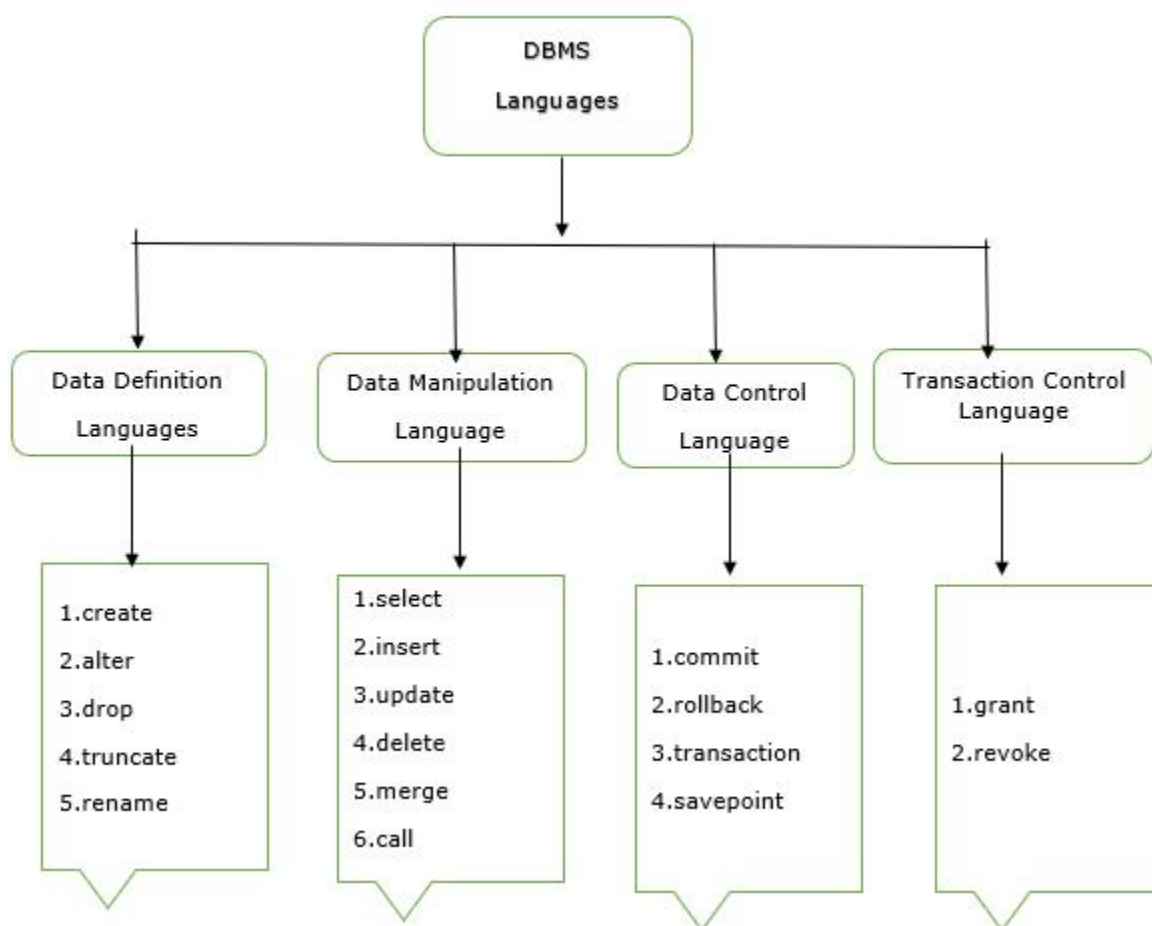 DBMS
Languages
Data Definition
Languages
Data Manipulation
Language
Data Control
Language
Transaction Control
Language
1.create
2.alter
3.drop
4.truncate
5.rename
1.select
2.insert
3.update
4.delete
5.merge
6.call
1.commit
2.rollback
3.transaction
4.savepoint
1.grant
2.revoke